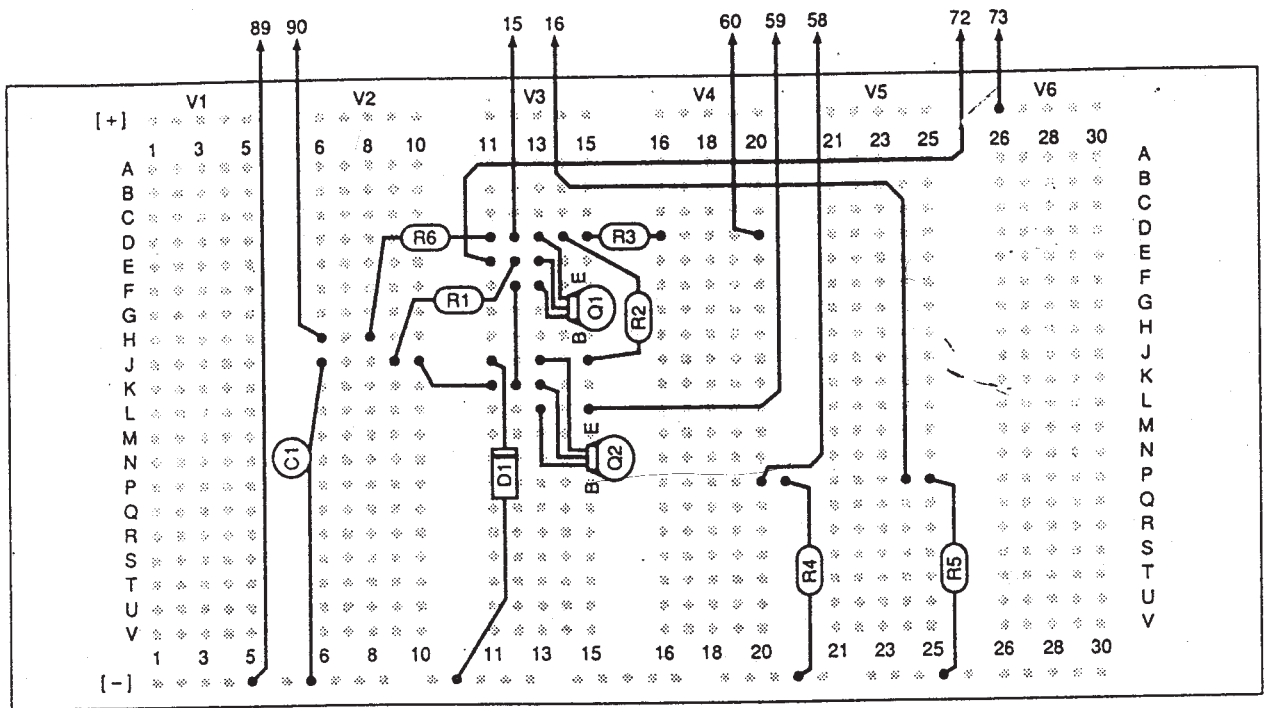 89 90 15 16 60 59 58 72 73
V1 V2 V3 V4 V5 V6
[+]
1 3 5 6 8 10 11 13 15 16 18 20 21 23 25 26 28 30
A A
B B
C C
D R6 R3 D
E E E
F F
G R1 Q1 R2 G
H B H
J J
K K
L L
M E M
N C1 Q2 N
P D1 B P
Q Q
R R
S S
T R4 R5 T
U U
V V
1 3 5 6 8 10 11 13 15 16 18 20 21 23 25 26 28 30
[-]